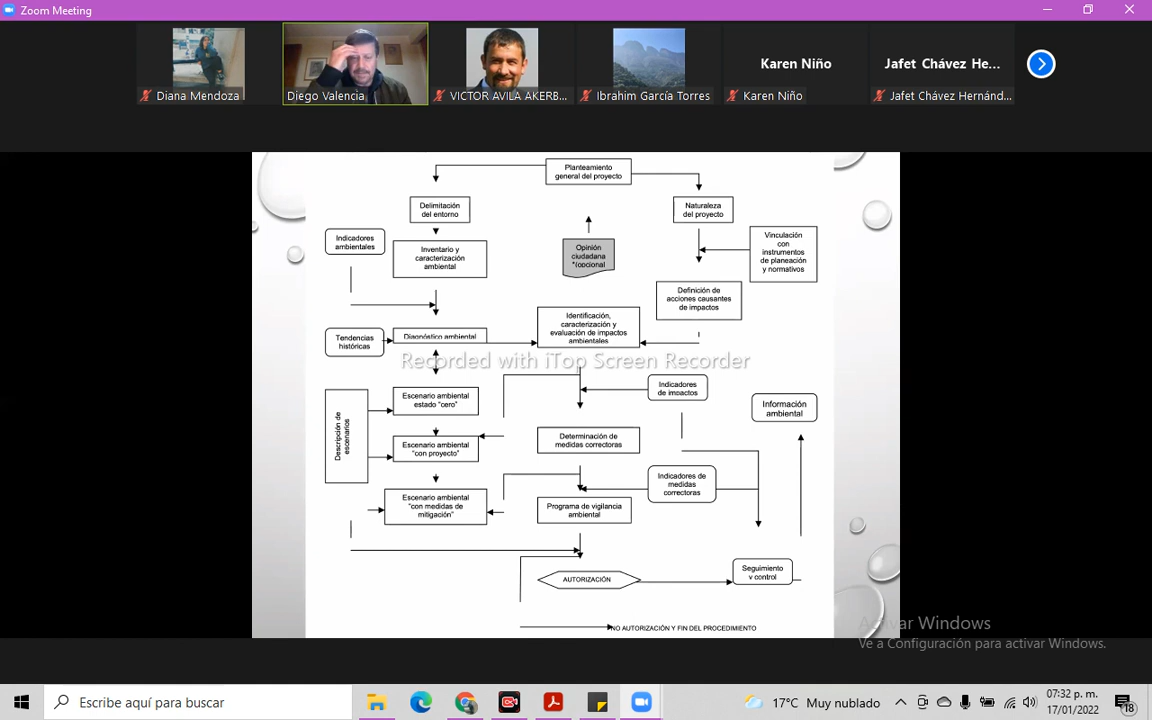 Zoom Meeting
Karen Niño
Jafet Chávez He...
Diana Mendoza
Diego Valencia
VICTOR AVILA AKERB...
Ibrahim García Torres
Karen Niño
Jafet Chávez Hernánd...
Planteamiento
general del proyecto
Delimitación
del entorno
Naturaleza
del proyecto
Indicadores
ambientales
Inventario y
caracterización
ambiental
Opinión
ciudadana
*(opcional
Vinculación
con
instrumentos
de planeación
y normativos
Definición de
acciones causantes
de impactos
Identificación,
caracterización y
evaluación de impactos
ambientales
Tendencias
históricas
Diagnóstico ambiental
Recorded with iTop Screen Recorder
Indicadores
de impactos
Información
ambiental
Descripción de
escenarios
Escenario ambiental
estado "cero"
Escenario ambiental
"con proyecto"
Determinación de
medidas correctoras
Indicadores de
medidas
correctoras
Escenario ambiental
"con medidas de
mitigación"
Programa de vigilancia
ambiental
AUTORIZACIÓN
Seguimiento
y control
NO AUTORIZACIÓN Y FIN DEL PROCEDIMIENTO
Activar Windows
Ve a Configuración para activar Windows.
Escribe aquí para buscar
17°C Muy nublado
07:32 p. m.
17/01/2022
18